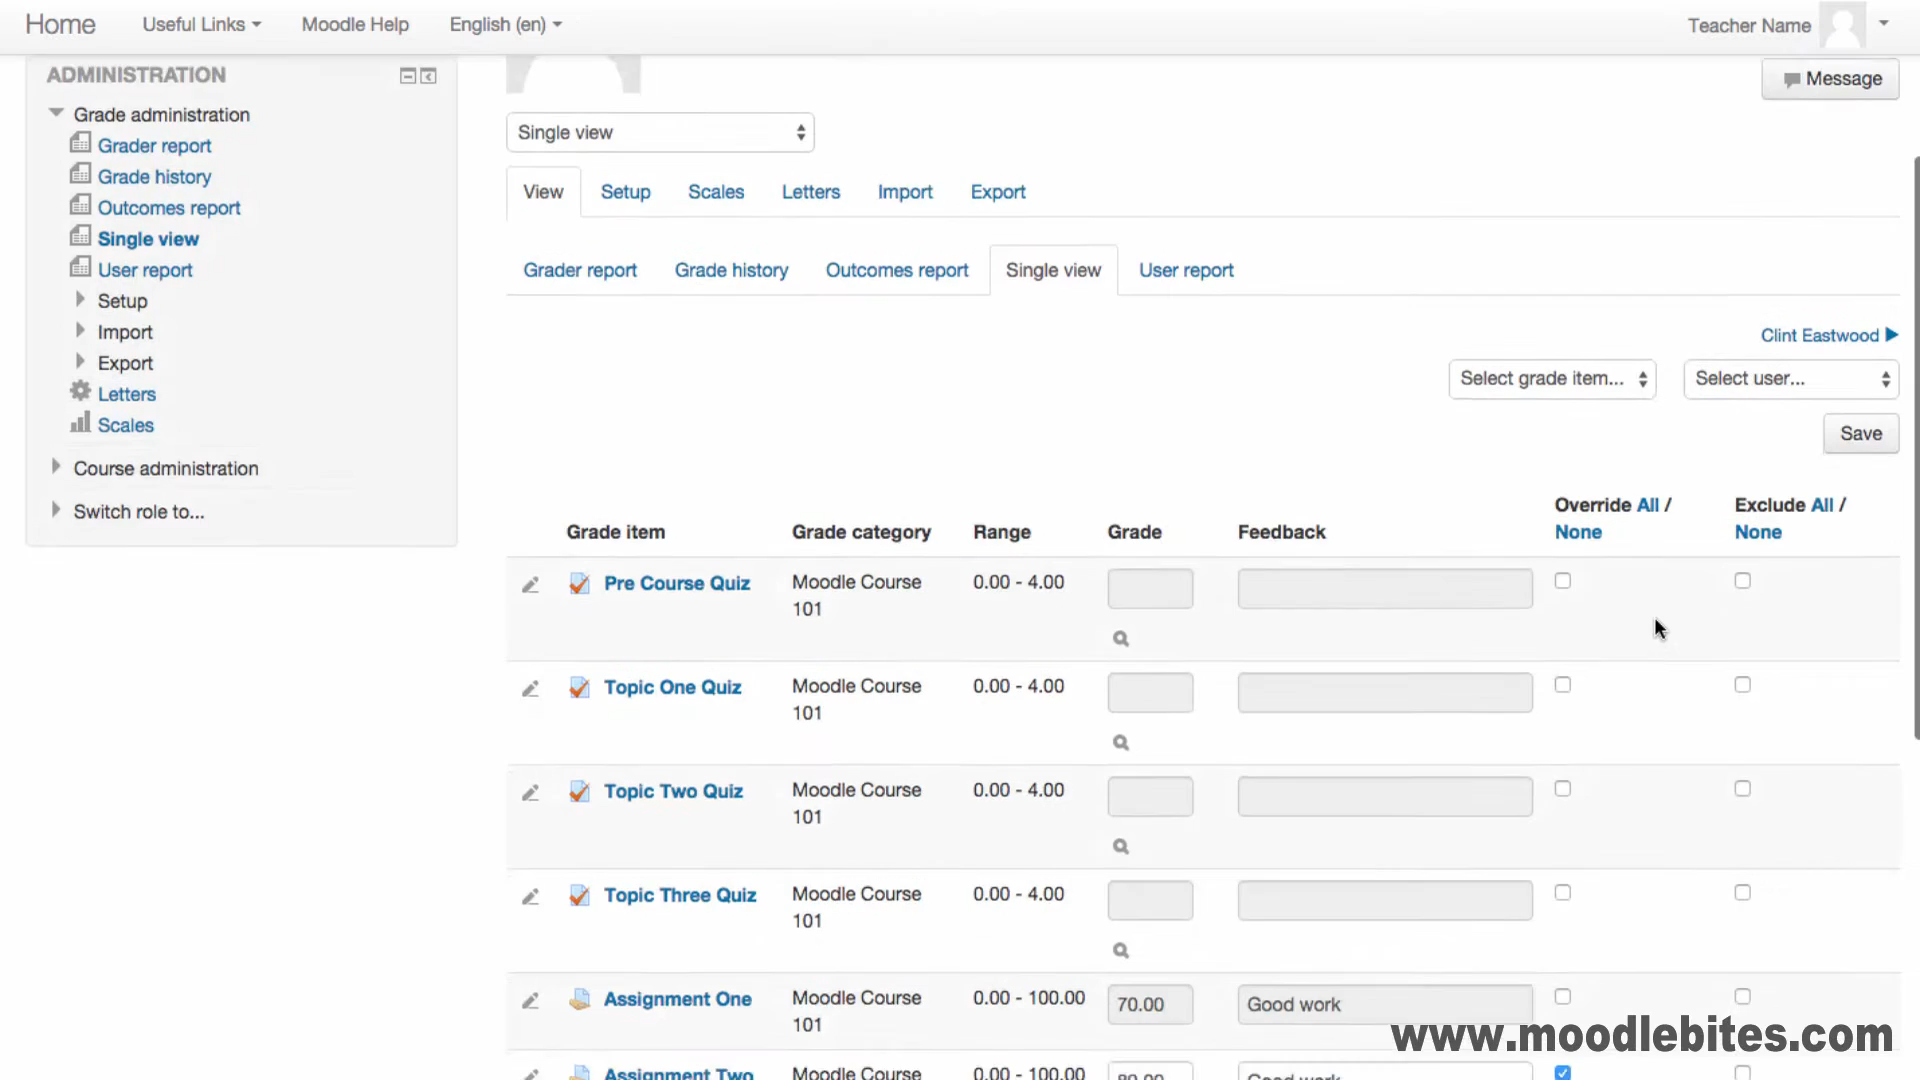 Home Useful Links Moodle Help English (en) Teacher Name
ADMINISTRATION
Message
Grade administration
Grader report
Grade history
Outcomes report
Single view
User report
Setup
Import
Export
Letters
Scales
Course administration
Switch role to...
Single view
View Setup Scales Letters Import Export
Grader report Grade history Outcomes report Single view User report
Clint Eastwood
Select grade item... Select user...
Save
Override All / Exclude All /
Grade item Grade category Range Grade Feedback None None
Pre Course Quiz Moodle Course 0.00 - 4.00
101
Topic One Quiz Moodle Course 0.00 - 4.00
101
Topic Two Quiz Moodle Course 0.00 - 4.00
101
Topic Three Quiz Moodle Course 0.00 - 4.00
101
Assignment One Moodle Course 0.00 - 100.00 70.00 Good work
101
www.moodlebites.com
Assignment Two Moodle Course 0.00 - 100.00 80.00 Good work